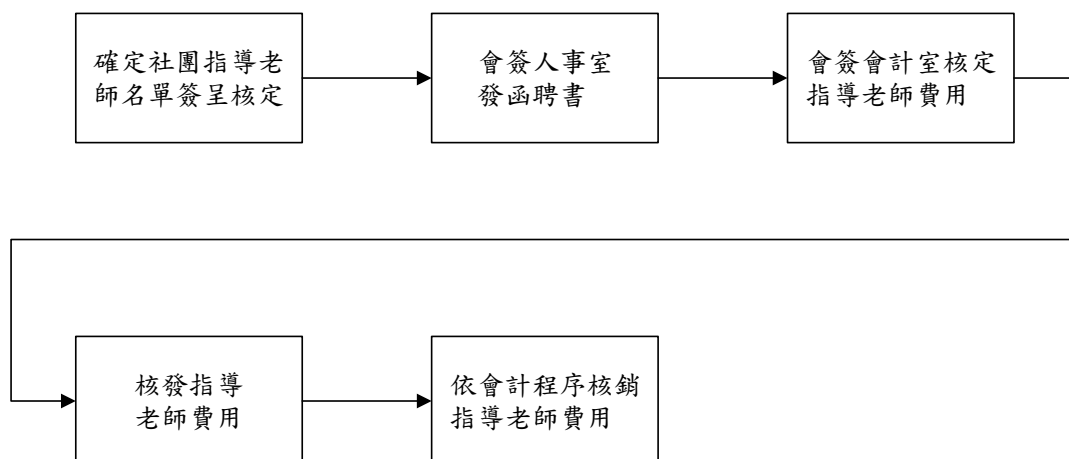 確定社團指導老
師名單簽呈核定
會簽人事室
發函聘書
會簽會計室核定
指導老師費用
核發指導
老師費用
依會計程序核銷
指導老師費用